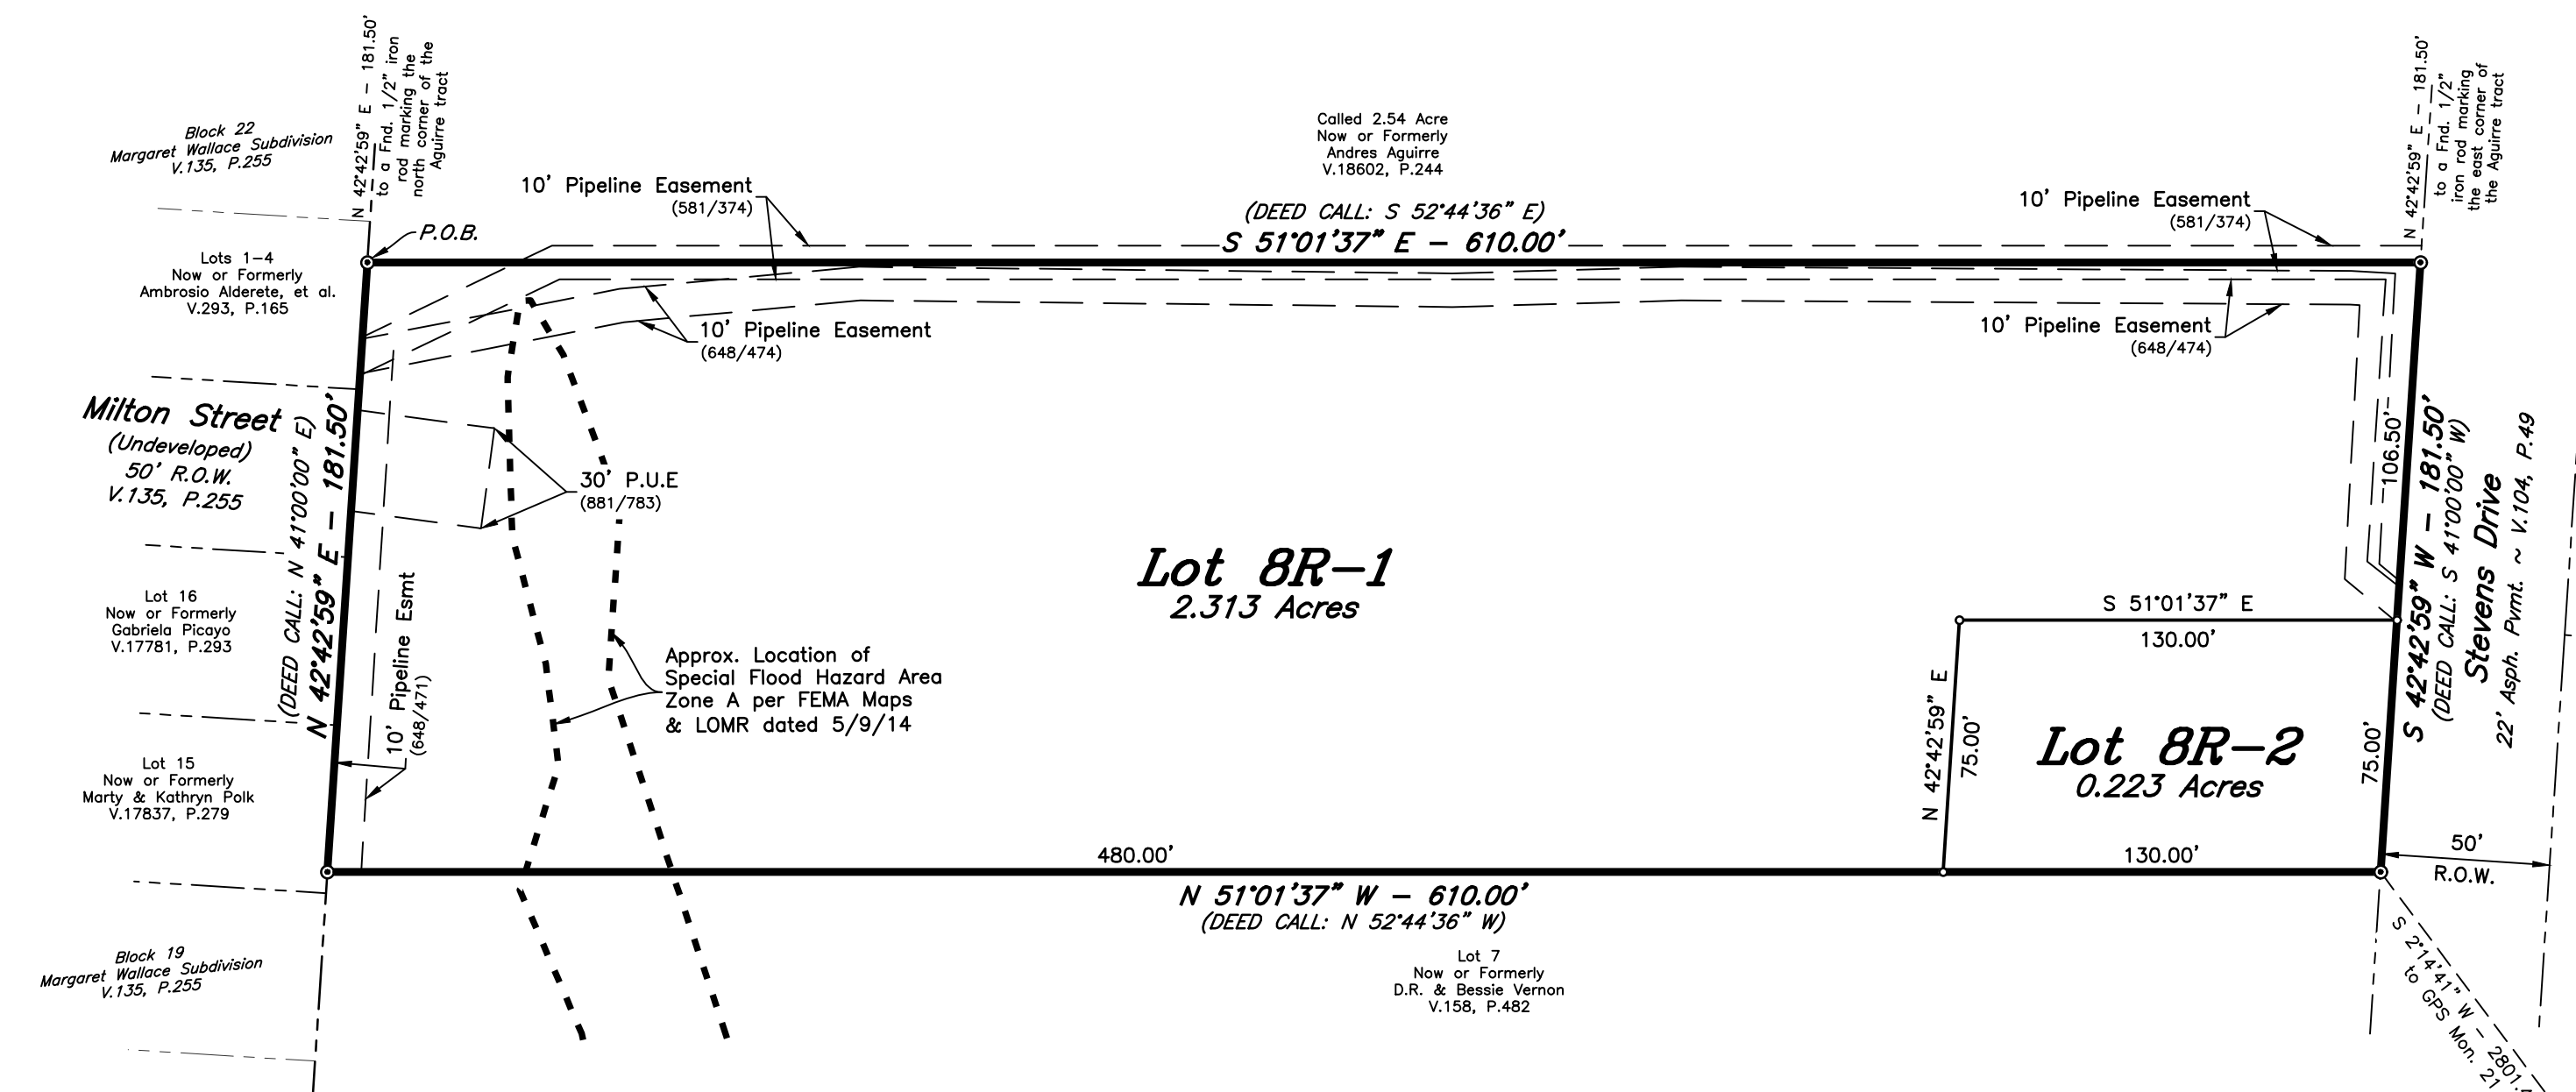 N 42°42'59" E - 181.50'
to a Fnd. 1/2" iron
rod marking the
north corner of the
Aguirre tract
Block 22
Margaret Wallace Subdivision
V.135, P.255
Called 2.54 Acre
Now or Formerly
Andres Aguirre
V.18602, P.244
N 42°42'59" E - 181.50'
to a Fnd. 1/2"
iron rod marking
the east corner of
the Aguirre tract
10' Pipeline Easement
(581/374)
10' Pipeline Easement
(581/374)
(DEED CALL: S 52°44'36" E)
S 51°01'37" E - 610.00'
P.O.B.
Lots 1-4
Now or Formerly
Ambrosio Alderete, et al.
V.293, P.165
10' Pipeline Easement
(648/474)
10' Pipeline Easement
(648/474)
Milton Street
(Undeveloped)
50' R.O.W.
V.135, P.255
(DEED CALL: N 41°00'00" E)
N 42°42'59" E - 181.50'
30' P.U.E
(881/783)
106.50'
S 42°42'59" W - 181.50'
(DEED CALL: S 41°00'00" W)
Stevens Drive
22' Asph. Pvmt. ~ V.104, P.49
Lot 8R-1
2.313 Acres
Lot 16
Now or Formerly
Gabriela Picayo
V.17781, P.293
10' Pipeline Esmt
(648/471)
Approx. Location of
Special Flood Hazard Area
Zone A per FEMA Maps
& LOMR dated 5/9/14
S 51°01'37" E
130.00'
N 42°42'59" E
75.00'
Lot 8R-2
0.223 Acres
75.00'
Lot 15
Now or Formerly
Marty & Kathryn Polk
V.17837, P.279
480.00'
130.00'
50'
R.O.W.
N 51°01'37" W - 610.00'
(DEED CALL: N 52°44'36" W)
Block 19
Margaret Wallace Subdivision
V.135, P.255
Lot 7
Now or Formerly
D.R. & Bessie Vernon
V.158, P.482
S 2°14'41" W - 2801.
to GPS Mon. 21